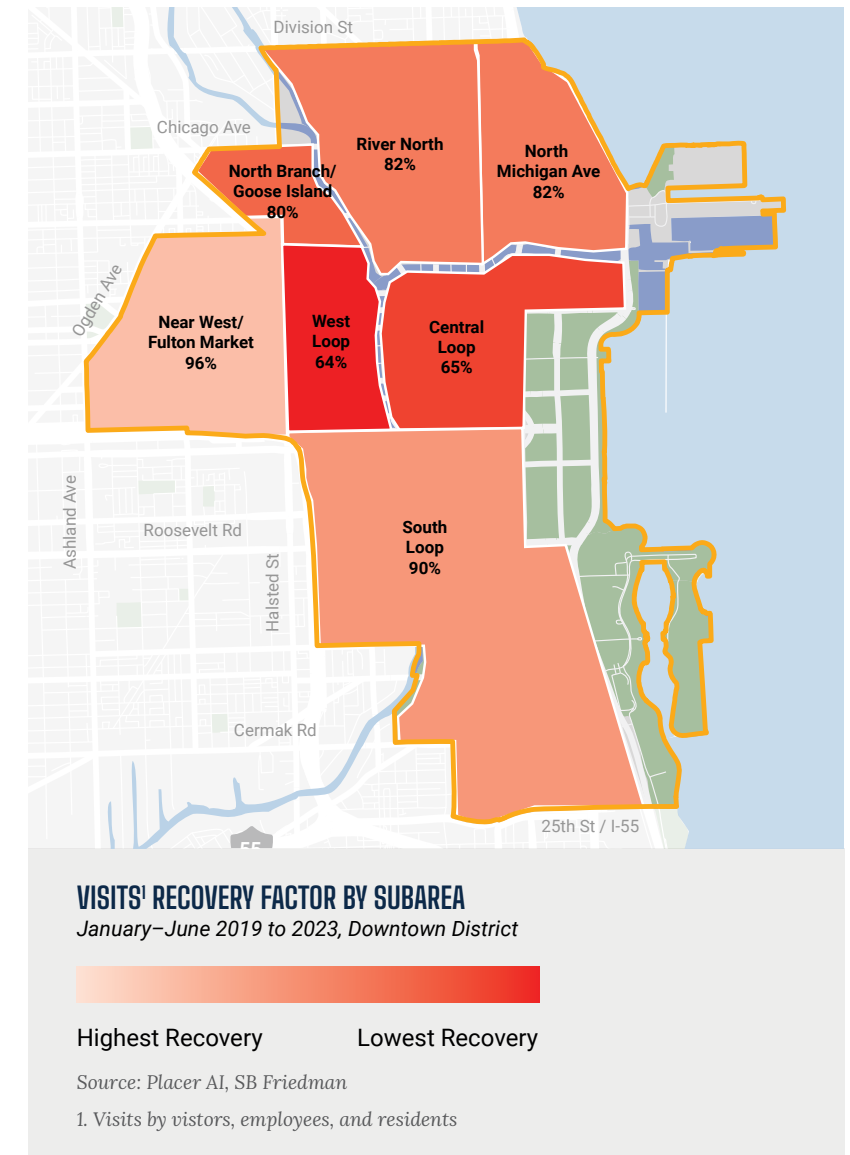 Division St
Chicago Ave
River North
82%
North
Michigan Ave
82%
North Branch/
Goose Island
80%
Ogden Ave
Near West/
Fulton Market
96%
West
Loop
64%
Central
Loop
65%
Ashland Ave
Roosevelt Rd
Halsted St
South
Loop
90%
Cermak Rd
25th St / I-55
55
VISITS¹ RECOVERY FACTOR BY SUBAREA
January–June 2019 to 2023, Downtown District
Highest Recovery
Lowest Recovery
Source: Placer AI, SB Friedman
1. Visits by vistors, employees, and residents